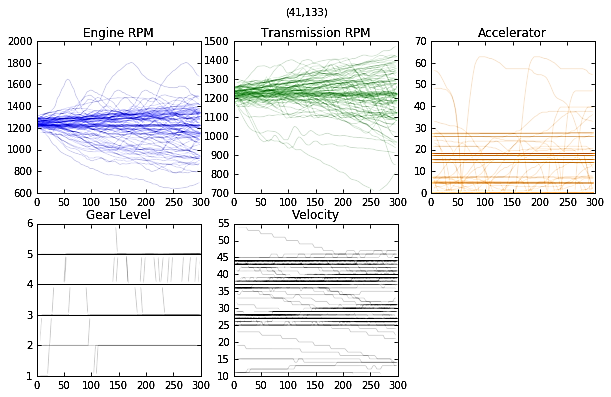 (41,133)
Engine RPM Transmission RPM Accelerator
2000 1500 70
1800 1400 60
1600 1300 50
1400 1200 40
1200 1100 30
1000 1000 20
800 900 10
600 800 0
700
0 50 100 150 200 250 300 0 50 100 150 200 250 300 0 50 100 150 200 250 300
Gear Level Velocity
6 55
5 50
4 45
3 40
2 35
1 30
25
20
15
10
0 50 100 150 200 250 300 0 50 100 150 200 250 300